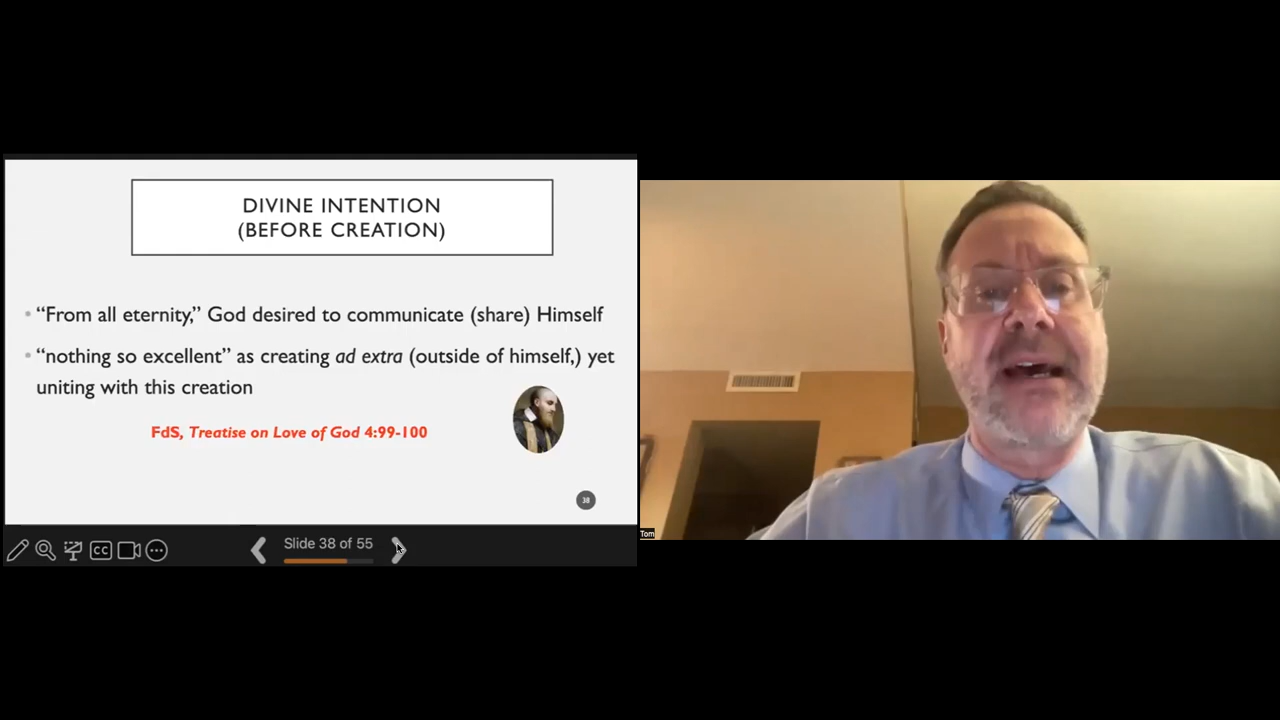 DIVINE INTENTION
(BEFORE CREATION)
“From all eternity,” God desired to communicate (share) Himself
“nothing so excellent” as creating ad extra (outside of himself,) yet
uniting with this creation
FdS, Treatise on Love of God 4:99-100
38
CC
Slide 38 of 55
Tom